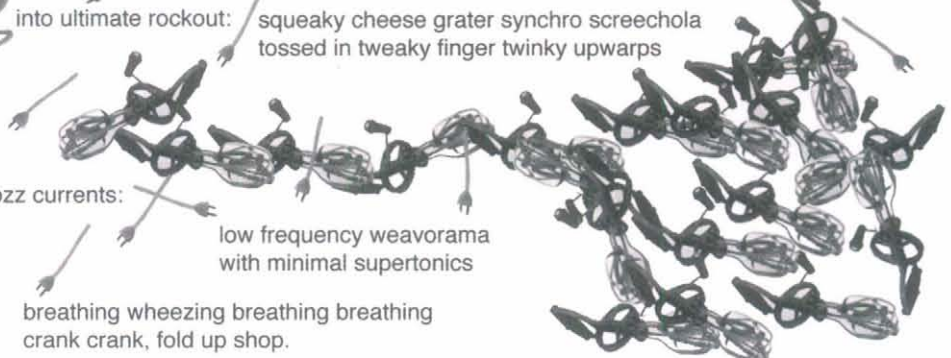 into ultimate rockout: squeaky cheese grater synchro screechola
tossed in tweaky finger twinky upwarps
currents:
low frequency weavorama
with minimal supertonics
breathing wheezing breathing breathing
crank crank, fold up shop.